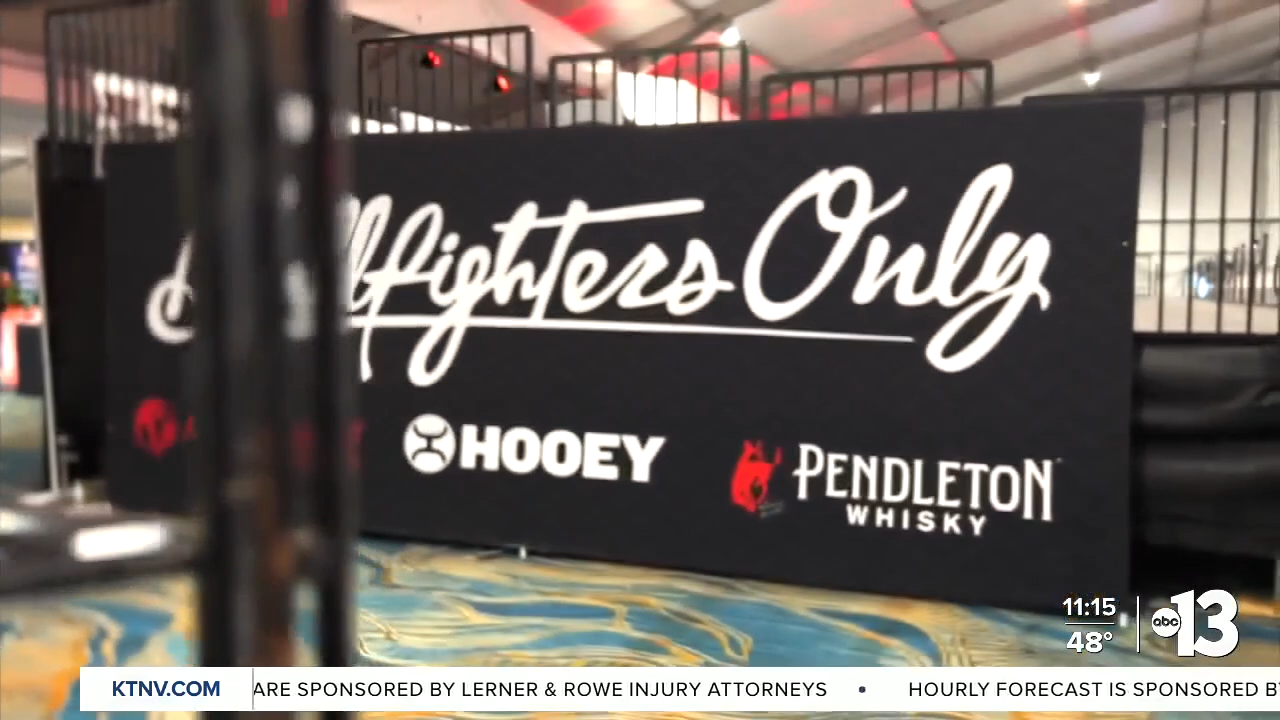 llfighters Only
HOOEY
PENDLETON
WHISKY
11:15
48°
abc 13
KTNV.COM
ARE SPONSORED BY LERNER & ROWE INJURY ATTORNEYS • HOURLY FORECAST IS SPONSORED B